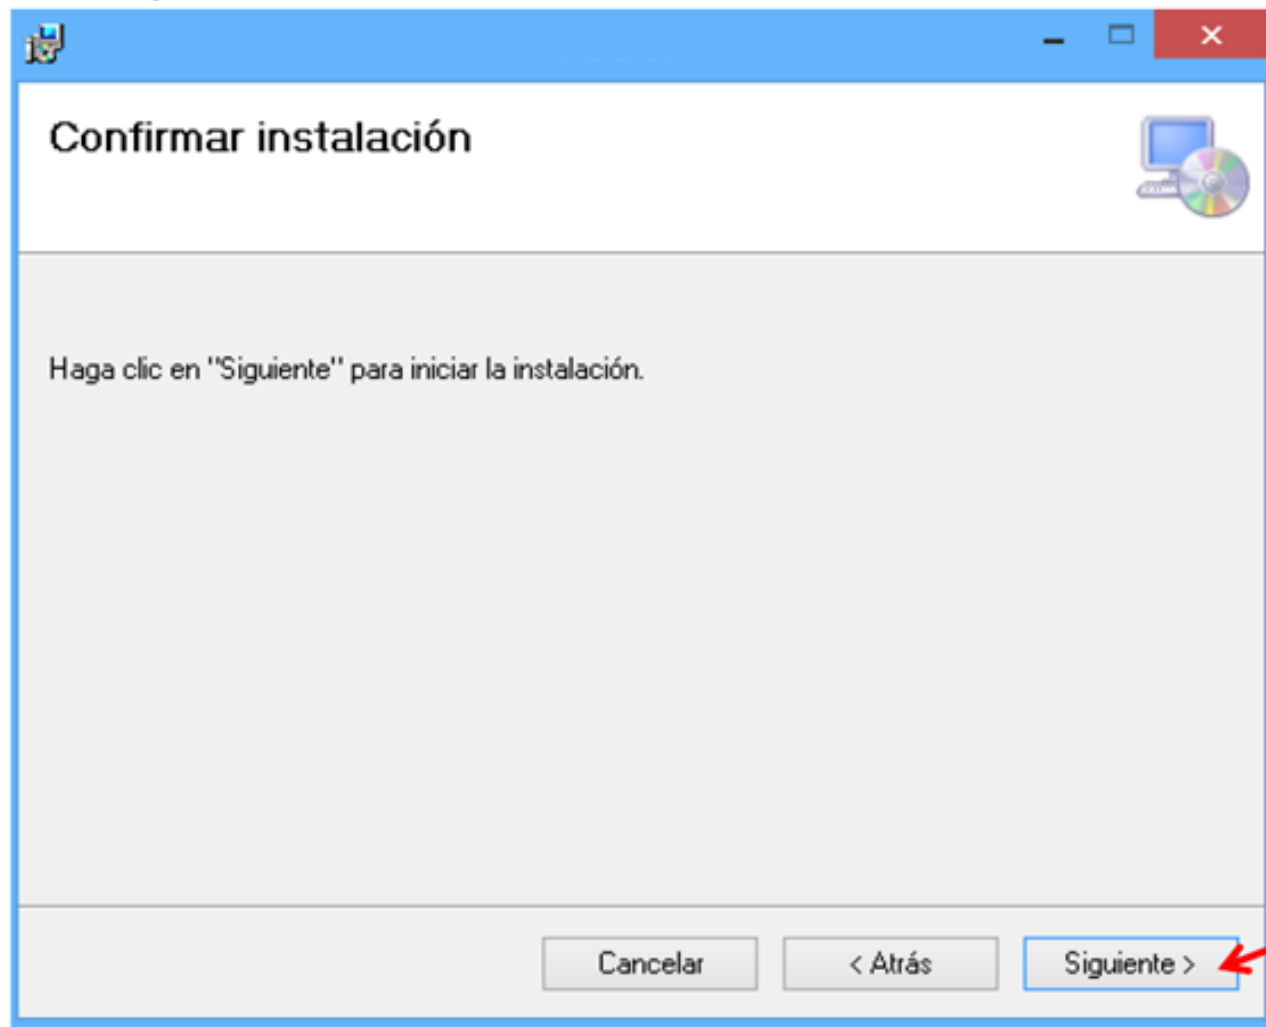 Confirmar instalación
Haga clic en "Siguiente" para iniciar la instalación.
Cancelar
< Atrás
Siguiente >